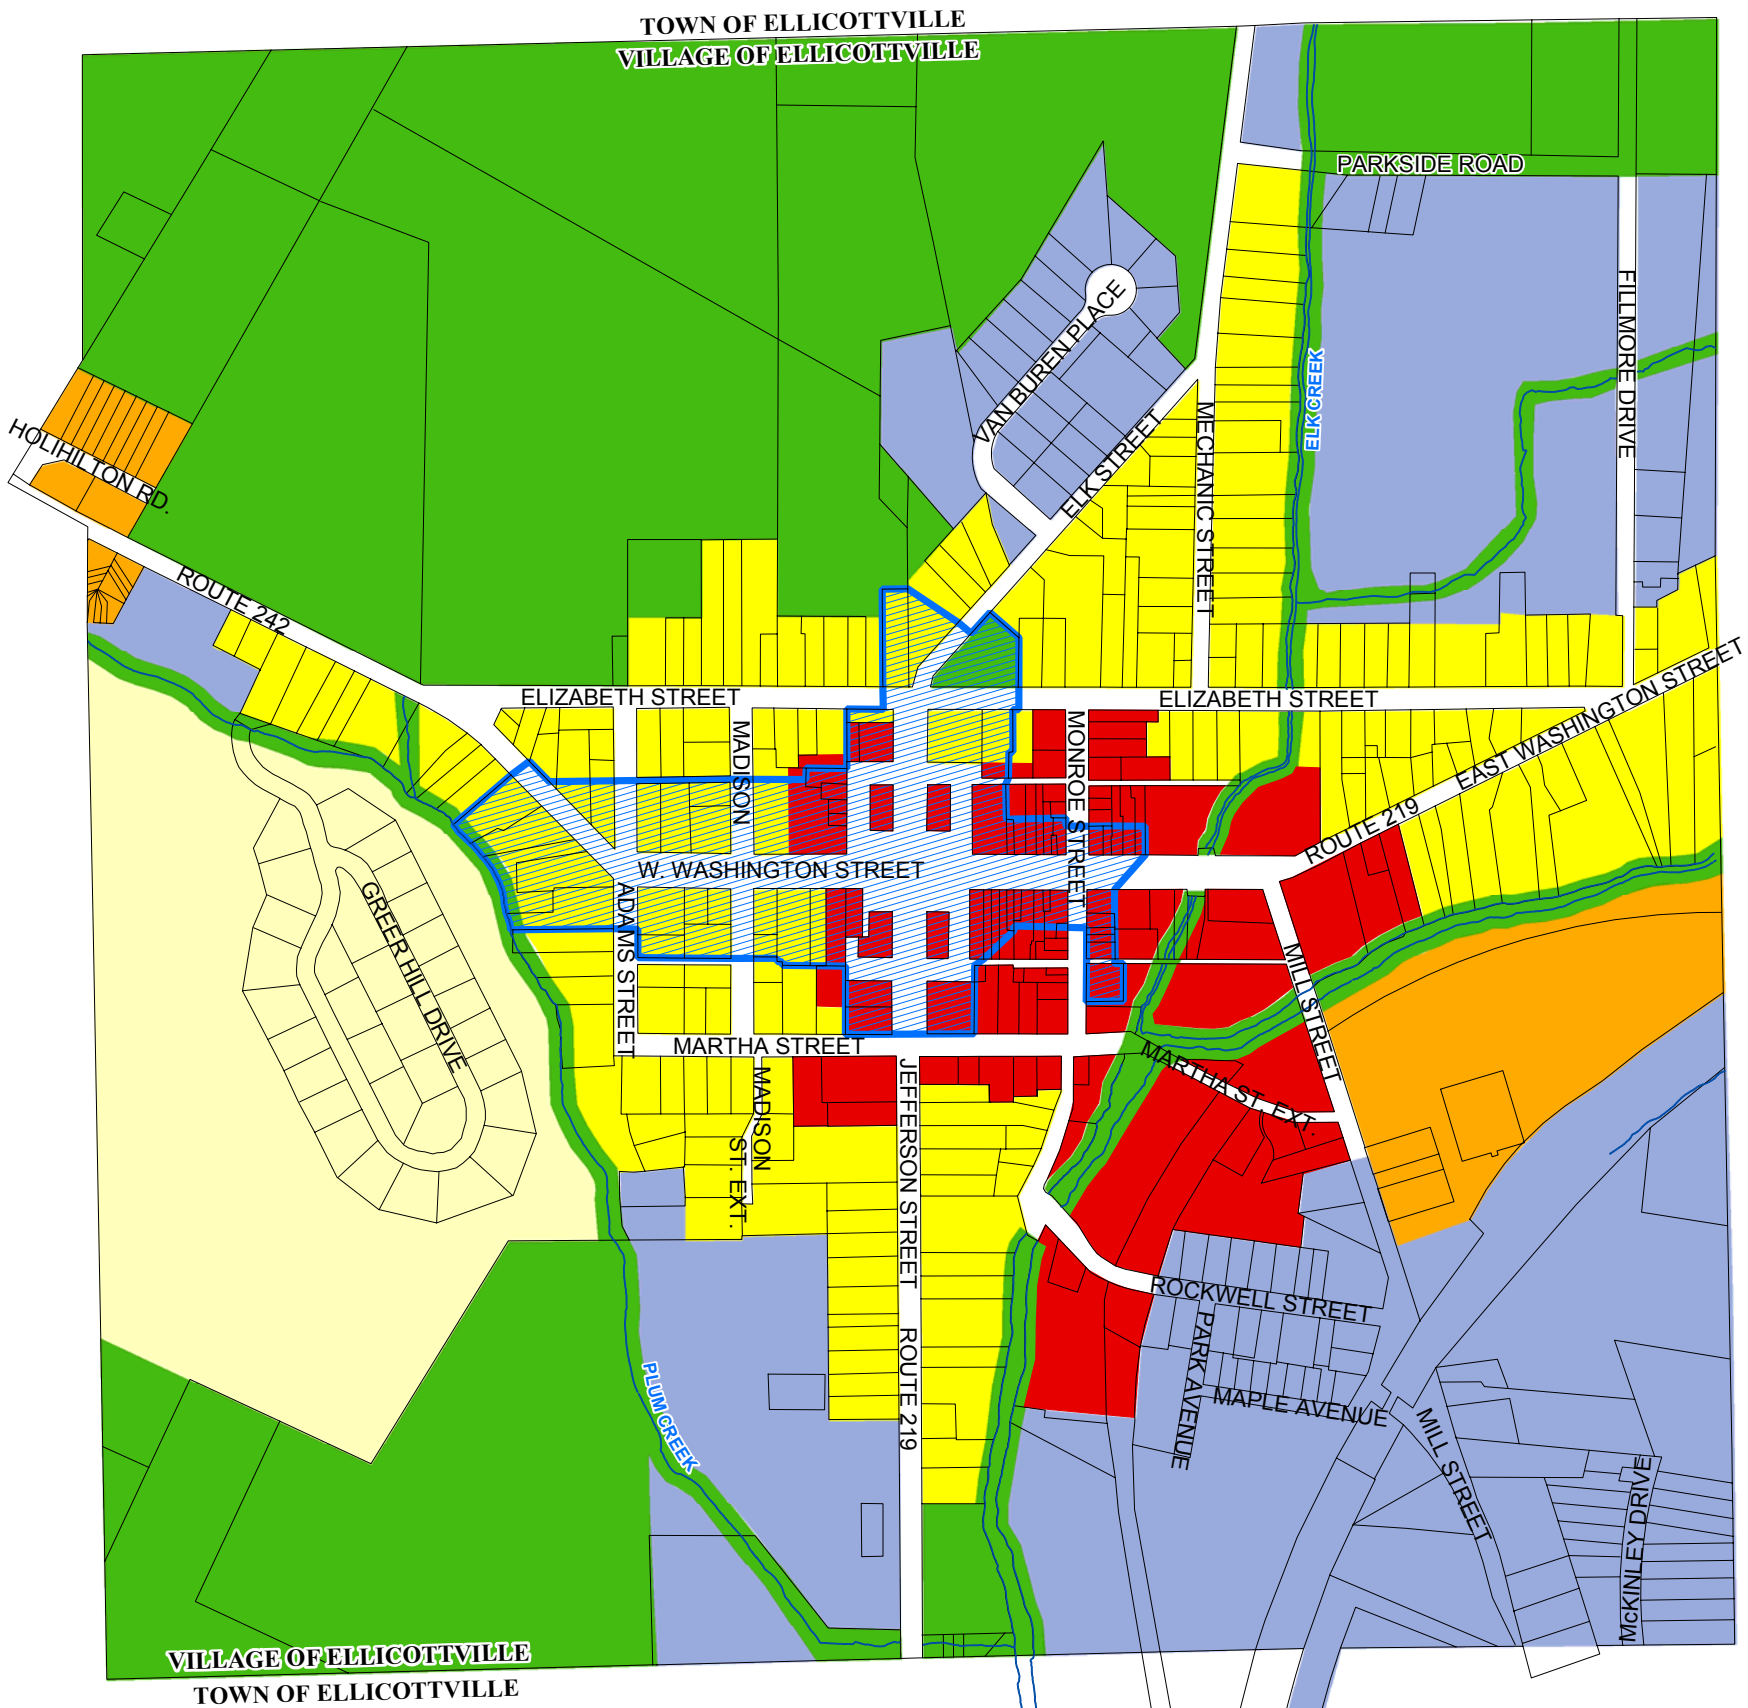 TOWN OF ELLICOTTVILLE
VILLAGE OF ELLICOTTVILLE
PARKSIDE ROAD
FILLMORE DRIVE
VAN BUREN PLACE
ELK CREEK
ELK STREET
MECHANIC STREET
HOLIHILTON RD.
ROUTE 242
ELIZABETH STREET
ELIZABETH STREET
EAST WASHINGTON STREET
MADISON
MONROE STREET
ROUTE 219
W. WASHINGTON STREET
ADAMS STREET
GREER HILL DRIVE
MILL STREET
MARTHA STREET
MARTHA ST. EXT.
MADISON
ST. EXT.
JEFFERSON STREET
ROCKWELL STREET
PARK AVENUE
ROUTE 219
PLUM CREEK
MAPLE AVENUE
MILL STREET
McKINLEY DRIVE
VILLAGE OF ELLICOTTVILLE
TOWN OF ELLICOTTVILLE